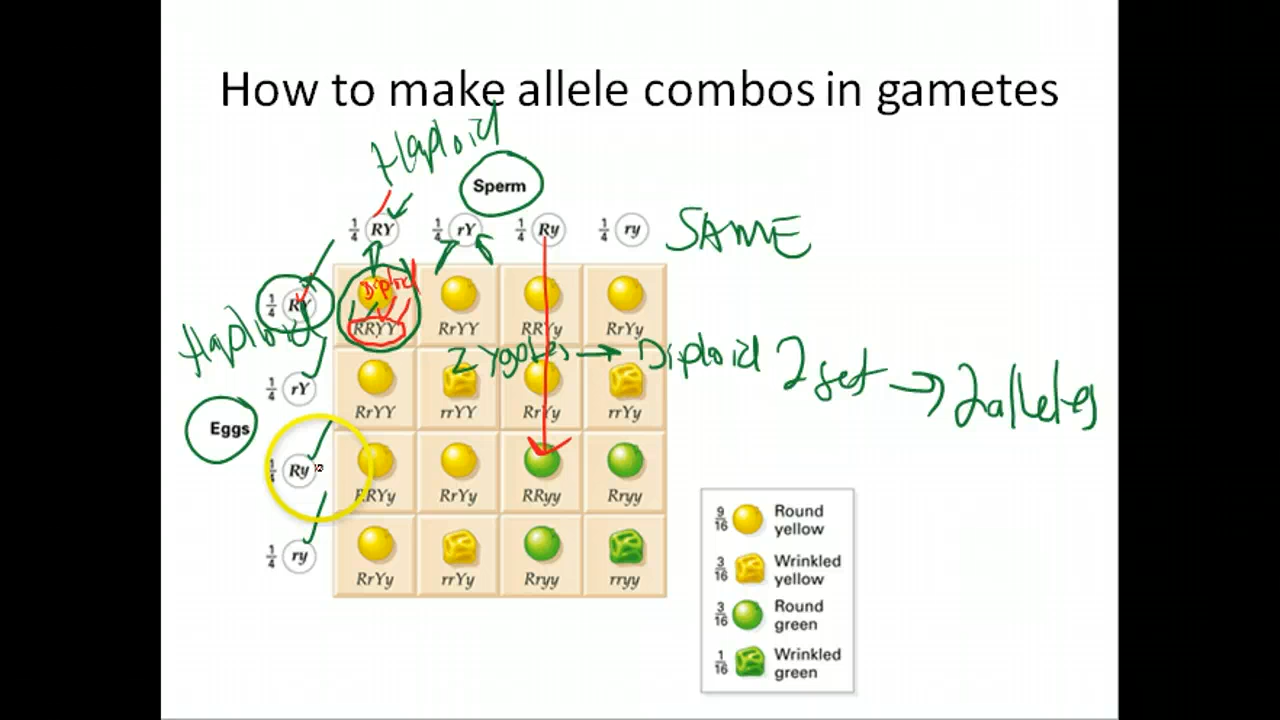 How to make allele combos in gametes
Haploid
Sperm
1/4 RY 1/4 rY 1/4 Ry 1/4 ry SAME
1/4 RY Diploid
Haploid
RRYY RrYY RRYy RrYy
Zygotes → Diploid 2 set → 2 alleles
1/4 rY
RrYY rrYY RrYy rrYy
Eggs
1/4 Ry
RRYy RrYy RRyy Rryy
1/4 ry
RrYy rrYy Rryy rryy
9/16 Round
yellow
3/16 Wrinkled
yellow
3/16 Round
green
1/16 Wrinkled
green